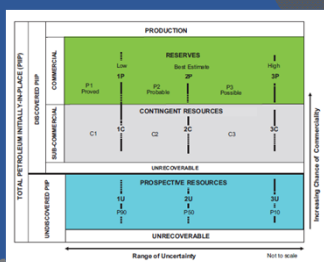 PRODUCTION
RESERVES
Low
Best Estimate
High
1P
2P
3P
P1
Proved
P2
Probable
P3
Possible
CONTINGENT RESOURCES
1C
2C
3C
C1
C2
C3
UNRECOVERABLE
PROSPECTIVE RESOURCES
1U
2U
3U
P90
P50
P10
UNRECOVERABLE
Range of Uncertainty
Not to scale
TOTAL PETROLEUM INITIALLY-IN-PLACE (PIIP)
DISCOVERED PIIP
UNDISCOVERED PIIP
COMMERCIAL
SUB-COMMERCIAL
Increasing Chance of Commerciality